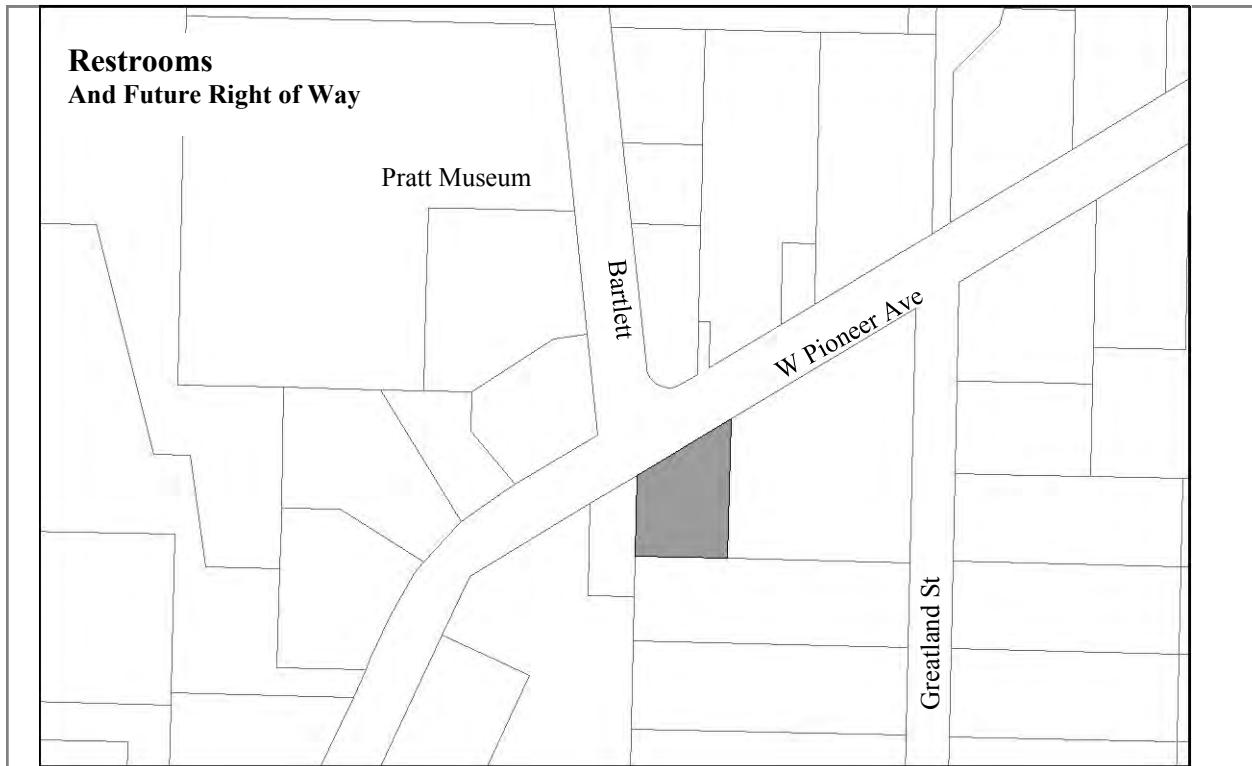 Restrooms
And Future Right of Way
Pratt Museum
Bartlett
W Pioneer Ave
Greatland St